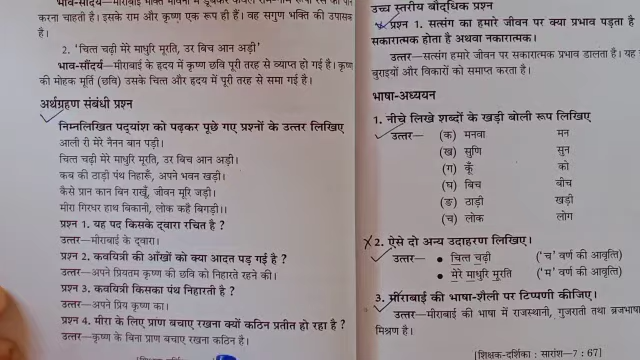 भाव-सौंदर्य— मीराबाई भक्ति भावना में डूबकर केवल राम-नाम रूपी रस का पान
करना चाहती है। इसके राम और कृष्ण एक रूप ही हैं। वह सगुण भक्ति की उपासक
है।
2. 'चित्त चढ़ी मेरे माधुरि मूरति, उर बिच आन अड़ी'
भाव-सौंदर्य—मीराबाई के हृदय में कृष्ण छवि पूरी तरह से व्याप्त हो गई है। कृष्ण
की मोहक मूर्ति (छवि) उसके चित्त और हृदय में पूरी तरह से समा गई है।
अर्थग्रहण संबंधी प्रश्न
निम्नलिखित पद्यांश को पढ़कर पूछे गए प्रश्नों के उत्तर लिखिए
आली री मेरे नैनन बान पड़ी।
चित्त चढ़ी मेरे माधुरि मूरति, उर बिच आन अड़ी।
कब की ठाड़ी पंथ निहारूँ, अपने भवन खड़ी।
कैसे प्रान कान बिन राखूँ, जीवन मूरि जड़ी।
मीरा गिरधर हाथ बिकानो, लोक कहै बिगड़ी।।
प्रश्न 1. यह पद किसके द्वारा रचित है ?
उत्तर—मीराबाई के द्वारा।
प्रश्न 2. कवयित्री की आँखों को क्या आदत पड़ गई है ?
उत्तर—अपने प्रियतम कृष्ण की छवि को निहारते रहने की।
प्रश्न 3. कवयित्री किसका पंथ निहारती है ?
उत्तर—अपने प्रिय कृष्ण का।
प्रश्न 4. मीरा के लिए प्राण बचाए रखना क्यों कठिन प्रतीत हो रहा है ?
उत्तर—कृष्ण के बिना प्राण बचाए रखना कठिन है।
उच्च स्तरीय बौद्धिक प्रश्न
प्रश्न 1. सत्संग का हमारे जीवन पर क्या प्रभाव पड़ता है
सकारात्मक होता है अथवा नकारात्मक।
उत्तर—सत्संग हमारे जीवन पर सकारात्मक प्रभाव डालता है। यह
बुराइयों और विकारों को समाप्त करता है।
भाषा-अध्ययन
1. नीचे लिखे शब्दों के खड़ी बोली रूप लिखिए
उत्तर— (क) मनवा मन
(ख) सुणि सुन
(ग) कूँ को
(घ) बिच बीच
(ङ) ठाड़ी खड़ी
(च) लोक लोग
2. ऐसे दो अन्य उदाहरण लिखिए।
उत्तर— • चित्त चढ़ी ('च' वर्ण की आवृत्ति)
• मेरे माधुरि मूरति ('म' वर्ण की आवृत्ति)
3. मीराबाई की भाषा-शैली पर टिप्पणी कीजिए।
उत्तर—मीराबाई की भाषा में राजस्थानी, गुजराती तथा ब्रजभाषा
मिश्रण है।
[शिक्षक-दर्शिका : सारांश-7 : 67]